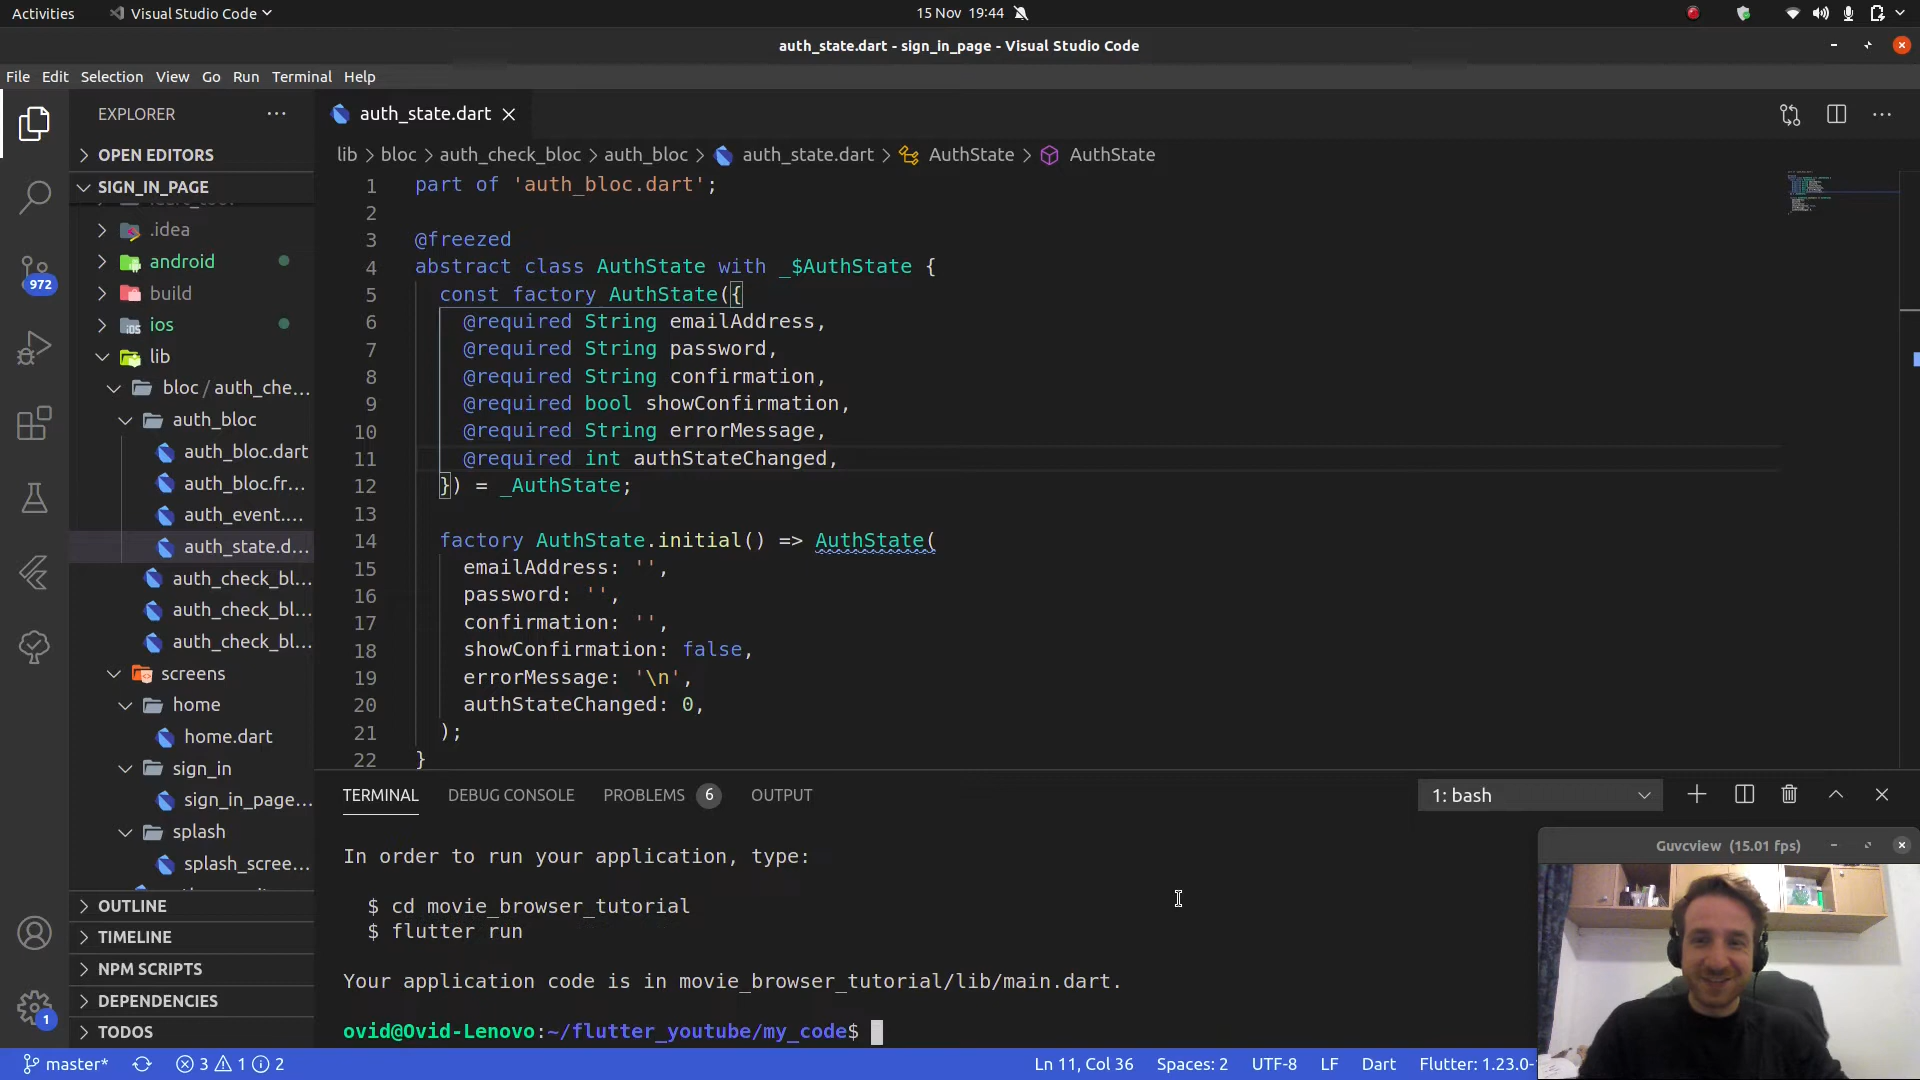 Activities
Visual Studio Code
15 Nov 19:44
auth_state.dart - sign_in_page - Visual Studio Code
File Edit Selection View Go Run Terminal Help
EXPLORER
auth_state.dart
OPEN EDITORS
lib > bloc > auth_check_bloc > auth_bloc > auth_state.dart > AuthState > AuthState
SIGN_IN_PAGE
.idea
android
build
ios
lib
bloc / auth_che...
auth_bloc
auth_bloc.dart
auth_bloc.fr...
auth_event....
auth_state.d...
auth_check_bl...
auth_check_bl...
auth_check_bl...
screens
home
home.dart
sign_in
sign_in_page...
splash
splash_scree...
OUTLINE
TIMELINE
NPM SCRIPTS
DEPENDENCIES
TODOS
972
1
1 part of 'auth_bloc.dart';
2
3 @freezed
4 abstract class AuthState with _$AuthState {
5 const factory AuthState({
6 @required String emailAddress,
7 @required String password,
8 @required String confirmation,
9 @required bool showConfirmation,
10 @required String errorMessage,
11 @required int authStateChanged,
12 }) = _AuthState;
13
14 factory AuthState.initial() => AuthState(
15 emailAddress: '',
16 password: '',
17 confirmation: '',
18 showConfirmation: false,
19 errorMessage: '\n',
20 authStateChanged: 0,
21 );
22 }
TERMINAL DEBUG CONSOLE PROBLEMS 6 OUTPUT
1: bash
In order to run your application, type:
$ cd movie_browser_tutorial
$ flutter run
Your application code is in movie_browser_tutorial/lib/main.dart.
ovid@Ovid-Lenovo:~/flutter_youtube/my_code$
Guvcview (15.01 fps)
master* 3 1 2
Ln 11, Col 36 Spaces: 2 UTF-8 LF Dart Flutter: 1.23.0-